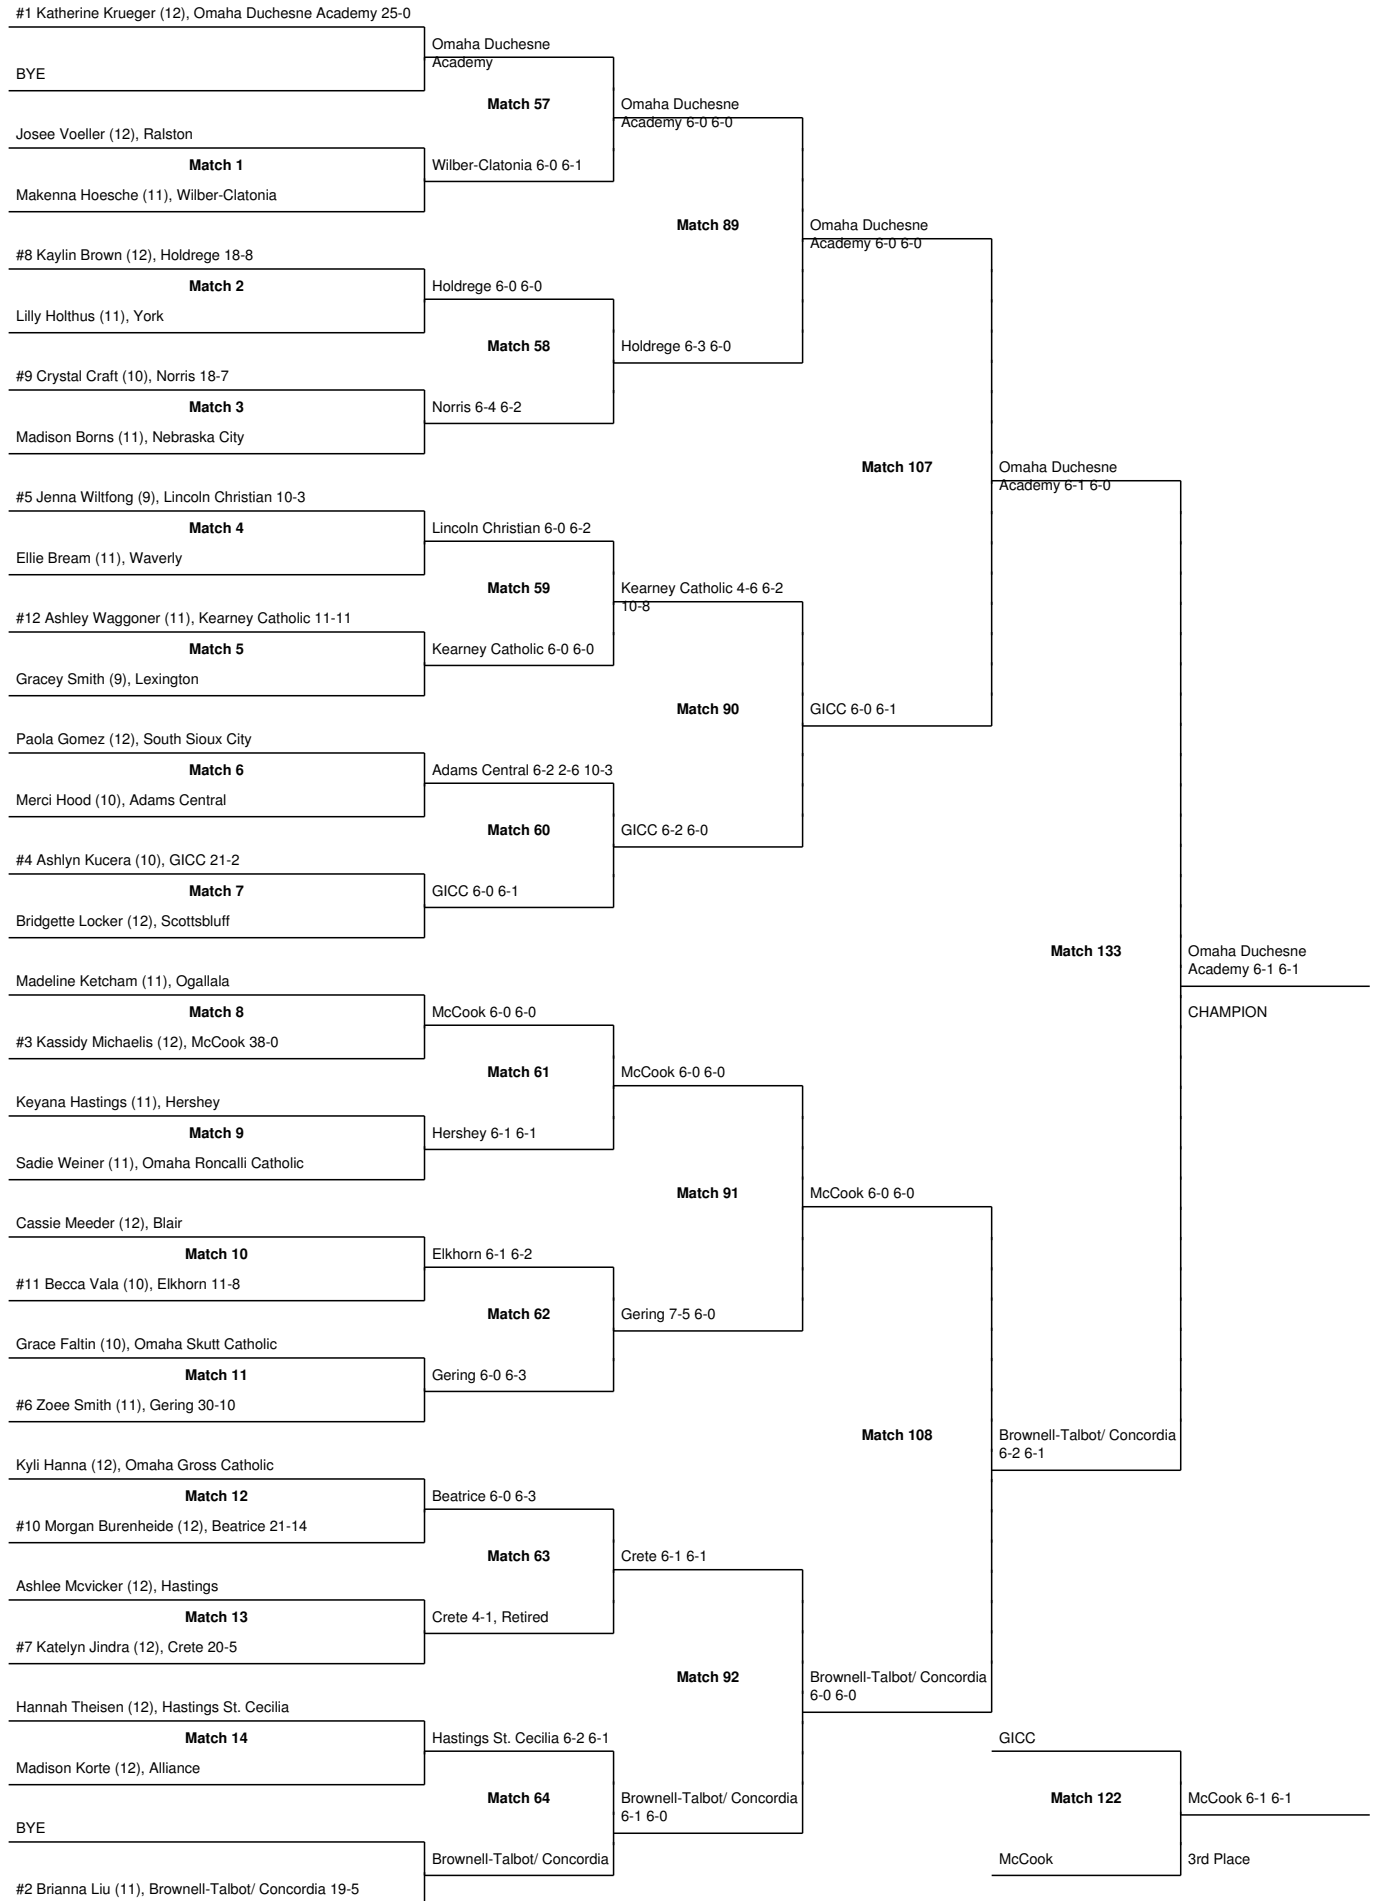 #1 Katherine Krueger (12), Omaha Duchesne Academy 25-0
Omaha Duchesne
Academy
BYE
Match 57
Omaha Duchesne
Academy 6-0 6-0
Josee Voeller (12), Ralston
Match 1
Wilber-Clatonia 6-0 6-1
Makenna Hoesche (11), Wilber-Clatonia
Match 89
Omaha Duchesne
Academy 6-0 6-0
#8 Kaylin Brown (12), Holdrege 18-8
Match 2
Holdrege 6-0 6-0
Lilly Holthus (11), York
Match 58
Holdrege 6-3 6-0
#9 Crystal Craft (10), Norris 18-7
Match 3
Norris 6-4 6-2
Madison Borns (11), Nebraska City
Match 107
Omaha Duchesne
Academy 6-1 6-0
#5 Jenna Wiltfong (9), Lincoln Christian 10-3
Match 4
Lincoln Christian 6-0 6-2
Ellie Bream (11), Waverly
Match 59
Kearney Catholic 4-6 6-2
10-8
#12 Ashley Waggoner (11), Kearney Catholic 11-11
Match 5
Kearney Catholic 6-0 6-0
Gracey Smith (9), Lexington
Match 90
GICC 6-0 6-1
Paola Gomez (12), South Sioux City
Match 6
Adams Central 6-2 2-6 10-3
Merci Hood (10), Adams Central
Match 60
GICC 6-2 6-0
#4 Ashlyn Kucera (10), GICC 21-2
Match 7
GICC 6-0 6-1
Bridgette Locker (12), Scottsbluff
Match 133
Omaha Duchesne
Academy 6-1 6-1
CHAMPION
Madeline Ketcham (11), Ogallala
Match 8
McCook 6-0 6-0
#3 Kassidy Michaelis (12), McCook 38-0
Match 61
McCook 6-0 6-0
Keyana Hastings (11), Hershey
Match 9
Hershey 6-1 6-1
Sadie Weiner (11), Omaha Roncalli Catholic
Match 91
McCook 6-0 6-0
Cassie Meeder (12), Blair
Match 10
Elkhorn 6-1 6-2
#11 Becca Vala (10), Elkhorn 11-8
Match 62
Gering 7-5 6-0
Grace Faltin (10), Omaha Skutt Catholic
Match 11
Gering 6-0 6-3
#6 Zoee Smith (11), Gering 30-10
Match 108
Brownell-Talbot/ Concordia
6-2 6-1
Kyli Hanna (12), Omaha Gross Catholic
Match 12
Beatrice 6-0 6-3
#10 Morgan Burenheide (12), Beatrice 21-14
Match 63
Crete 6-1 6-1
Ashlee Mcvicker (12), Hastings
Match 13
Crete 4-1, Retired
#7 Katelyn Jindra (12), Crete 20-5
Match 92
Brownell-Talbot/ Concordia
6-0 6-0
Hannah Theisen (12), Hastings St. Cecilia
Match 14
Hastings St. Cecilia 6-2 6-1
Madison Korte (12), Alliance
Match 64
Brownell-Talbot/ Concordia
6-1 6-0
BYE
Brownell-Talbot/ Concordia
#2 Brianna Liu (11), Brownell-Talbot/ Concordia 19-5
GICC
Match 122
McCook 6-1 6-1
McCook
3rd Place